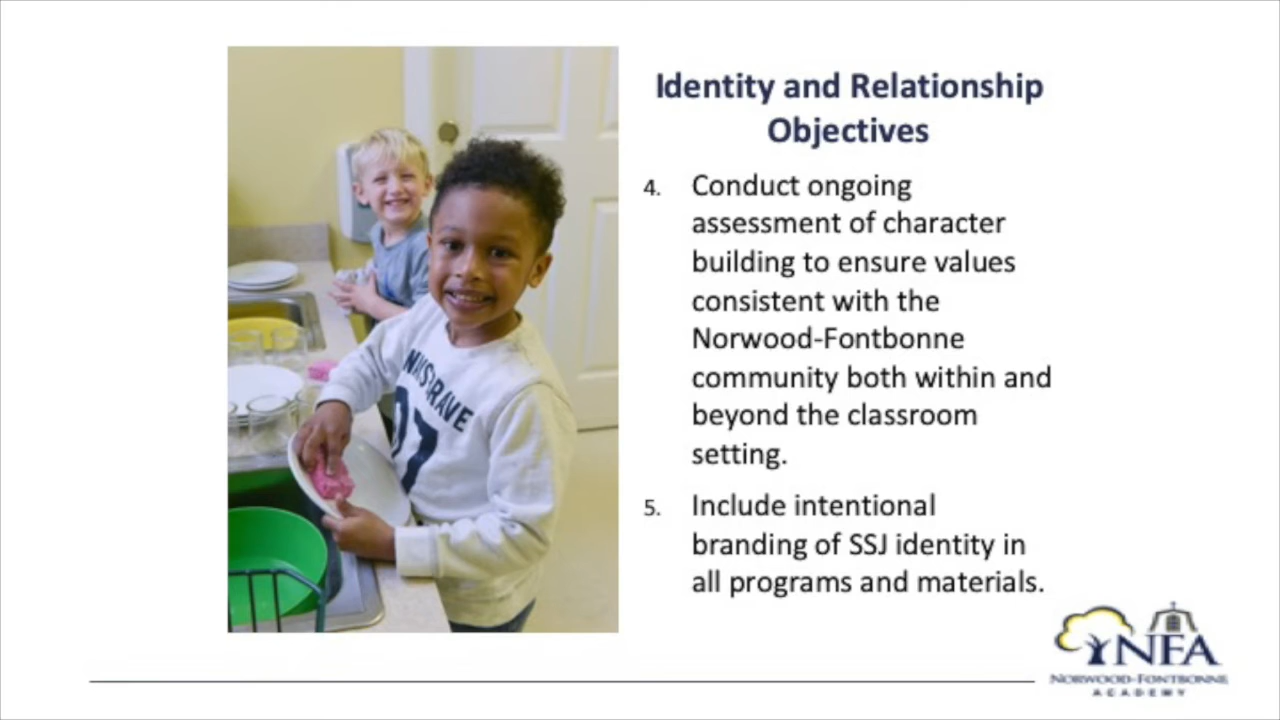 Identity and Relationship
Objectives
4. Conduct ongoing
assessment of character
building to ensure values
consistent with the
Norwood-Fontbonne
community both within and
beyond the classroom
setting.
5. Include intentional
branding of SSJ identity in
all programs and materials.
07
NFA
NORWOOD-FONTBONNE
ACADEMY